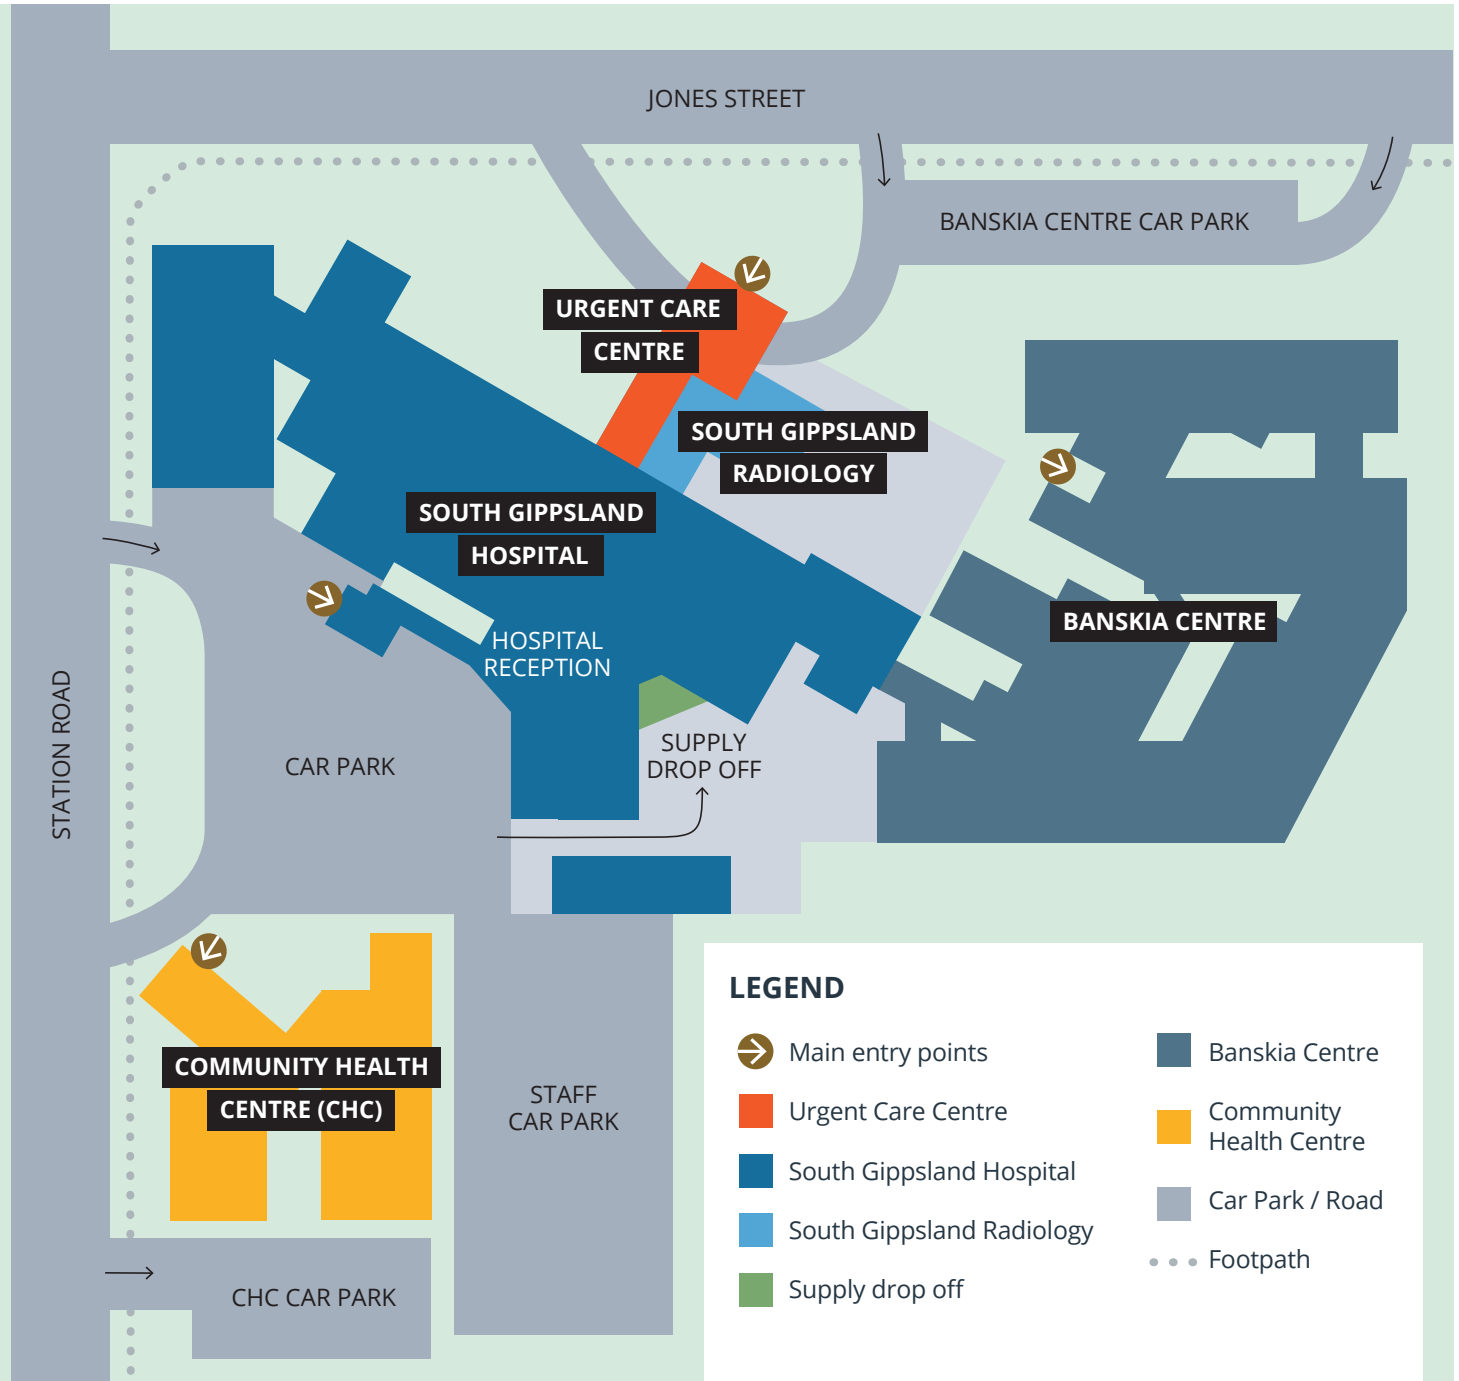 JONES STREET
BANSKIA CENTRE CAR PARK
URGENT CARE
CENTRE
SOUTH GIPPSLAND
RADIOLOGY
SOUTH GIPPSLAND
HOSPITAL
BANSKIA CENTRE
HOSPITAL
RECEPTION
STATION ROAD
CAR PARK
SUPPLY
DROP OFF
COMMUNITY HEALTH
CENTRE (CHC)
STAFF
CAR PARK
CHC CAR PARK
LEGEND
Main entry points
Urgent Care Centre
South Gippsland Hospital
South Gippsland Radiology
Supply drop off
Banskia Centre
Community
Health Centre
Car Park / Road
Footpath